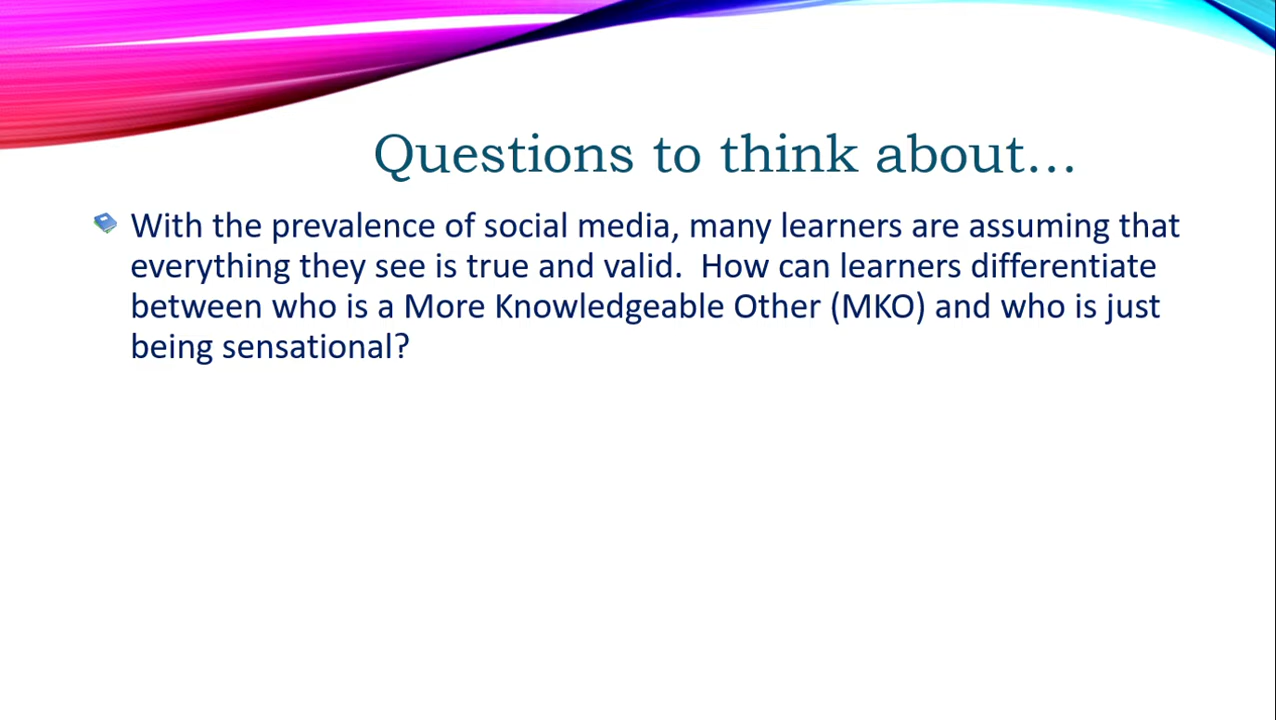 Questions to think about...
With the prevalence of social media, many learners are assuming that
everything they see is true and valid.  How can learners differentiate
between who is a More Knowledgeable Other (MKO) and who is just
being sensational?